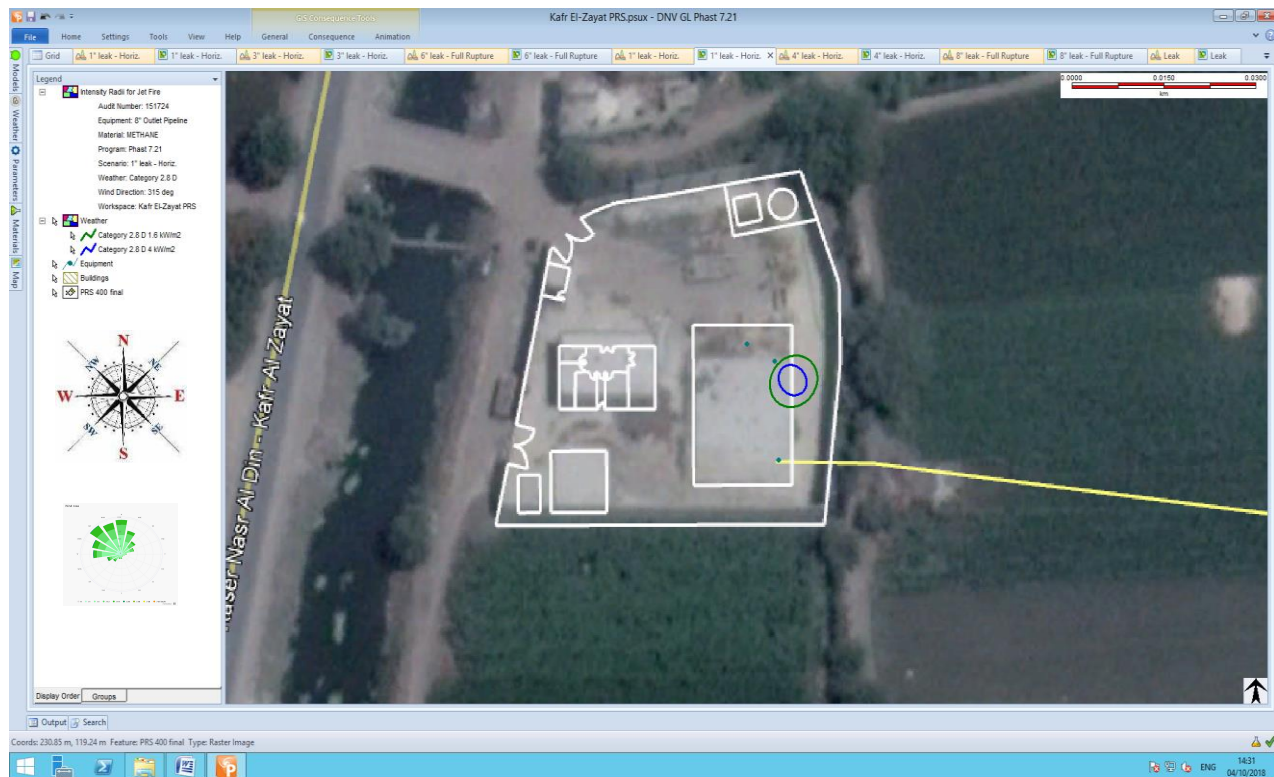 Kafr El-Zayat PRS.psux - DNV GL Phast 7.21
GIS Consequence Tools
File Home Settings Tools View Help General Consequence Animation
Grid 1" leak - Horiz. 1" leak - Horiz. 3" leak - Horiz. 3" leak - Horiz. 6" leak - Full Rupture 6" leak - Full Rupture 1" leak - Horiz. 1" leak - Horiz. X 4" leak - Horiz. 4" leak - Horiz. 8" leak - Full Rupture 8" leak - Full Rupture Leak Leak
Models
Weather
Parameters
Materials
Map
Legend
Intensity Radii for Jet Fire
Audit Number: 151724
Equipment: 8" Outlet Pipeline
Material: METHANE
Program: Phast 7.21
Scenario: 1" leak - Horiz.
Weather: Category 2.8 D
Wind Direction: 315 deg
Workspace: Kafr El-Zayat PRS
Weather
Category 2.8 D 1.6 kW/m2
Category 2.8 D 4 kW/m2
Equipment
Buildings
PRS 400 final
N
NW NE
W E
SW SE
S
0.0000 0.0150 0.0300
km
Nasr Al Din - Kafr Al Zayat
Display Order Groups
Output Search
Coords: 230.85 m, 119.24 m Feature: PRS 400 final Type: Raster Image
ENG
14:31
04/10/2018